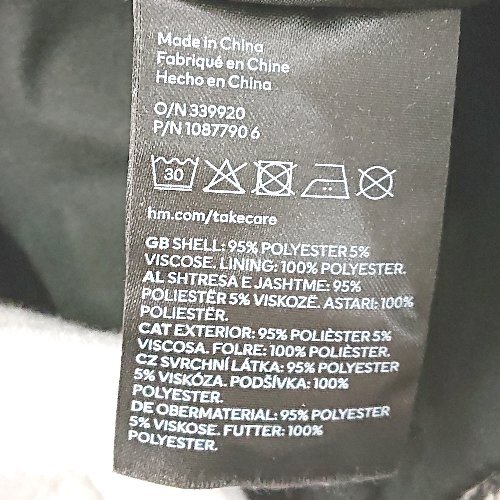 Made in China
Fabriqué en Chine
Hecho en China
O/N 339920
P/N 1087790 6
30
hm.com/takecare
GB SHELL: 95% POLYESTER 5%
VISCOSE. LINING: 100% POLYESTER.
AL SHTRESA E JASHTME: 95%
POLIESTËR 5% VISKOZË. ASTARI: 100%
POLIESTËR.
CAT EXTERIOR: 95% POLIÈSTER 5%
VISCOSA. FOLRE: 100% POLIÈSTER.
CZ SVRCHNÍ LÁTKA: 95% POLYESTER
5% VISKÓZA. PODŠÍVKA: 100%
POLYESTER.
DE OBERMATERIAL: 95% POLYESTER
5% VISKOSE. FUTTER: 100%
POLYESTER.